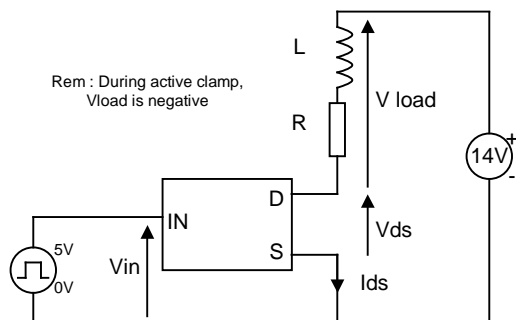 L
Rem : During active clamp,
Vload is negative
V load
R
14V
+
-
D
IN
Vds
S
5V
0V
Vin
Ids